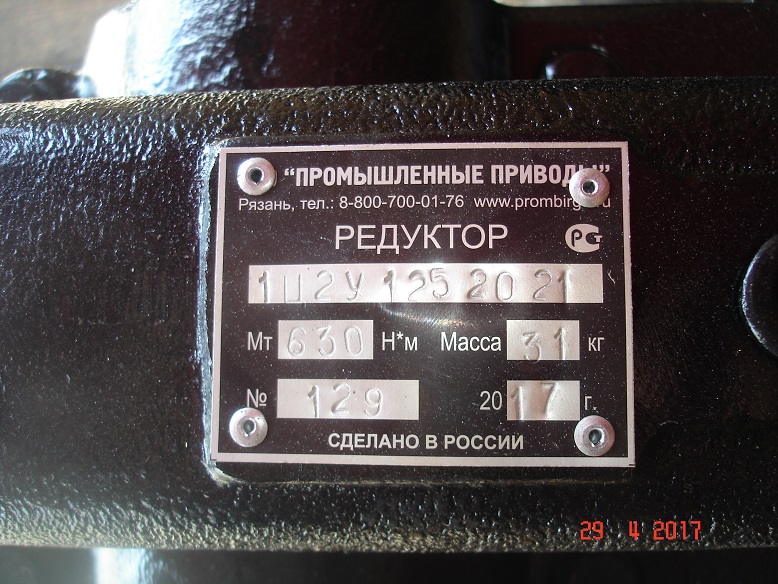 "ПРОМЫШЛЕННЫЕ ПРИВОДЫ"
Рязань, тел.: 8-800-700-01-76
РЕДУКТОР РСТ
1Ц2У 125 20 21
Мт 630 Н*м Масса 31 кг
№ 129 2017 г.
СДЕЛАНО В РОССИИ
29 4 2017